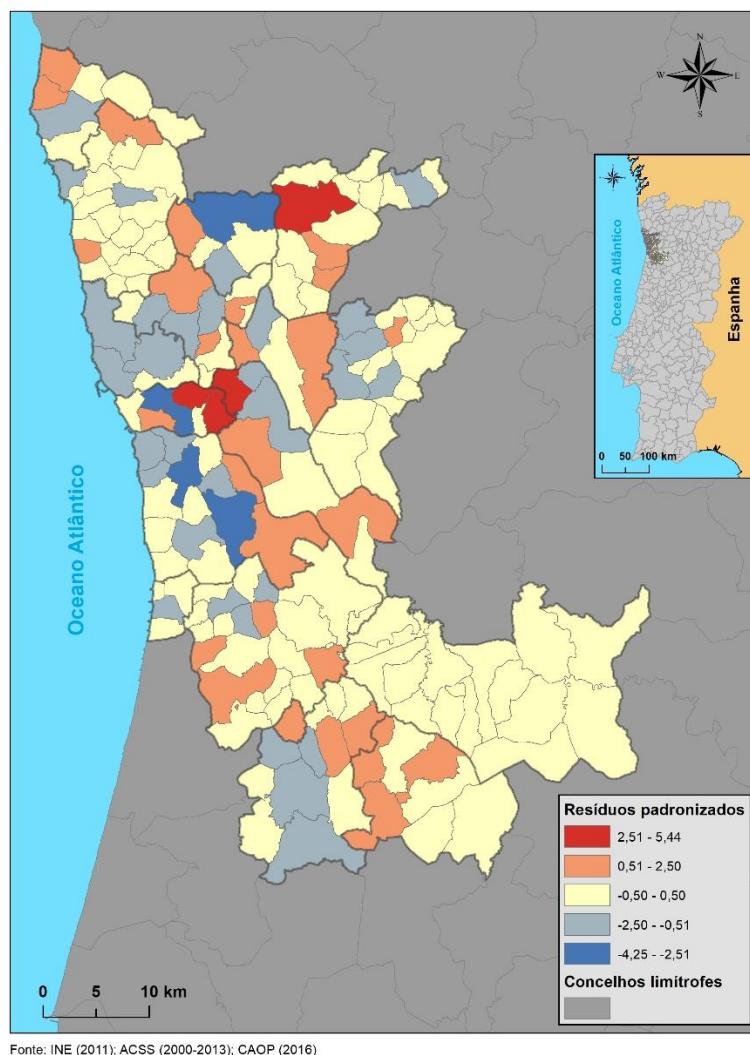 N
W
E
S
Oceano Atlântico
Espanha
0 50 100 km
Oceano Atlântico
Resíduos padronizados
2,51 - 5,44
0,51 - 2,50
-0,50 - 0,50
-2,50 - -0,51
-4,25 - -2,51
Concelhos limítrofes
0 5 10 km
Fonte: INE (2011); ACSS (2000-2013); CAOP (2016)